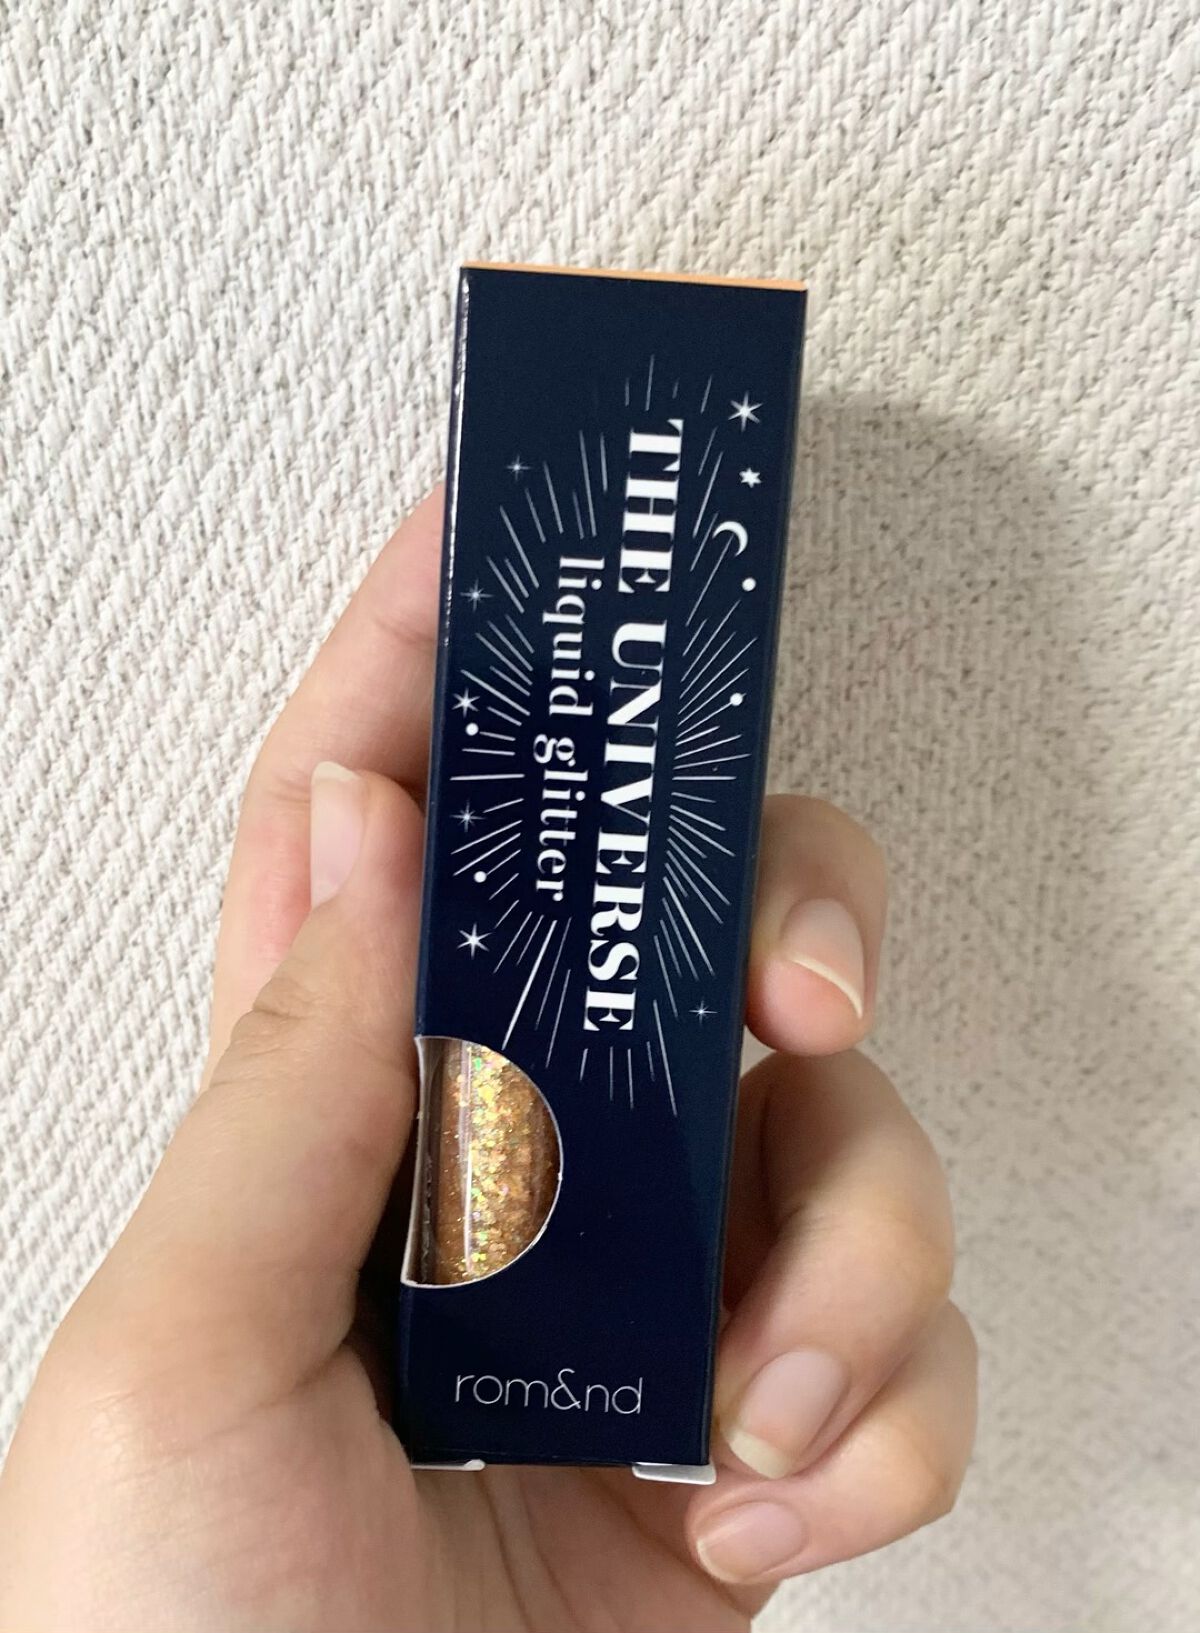 THE UNIVERSE
liquid glitter
rom&nd